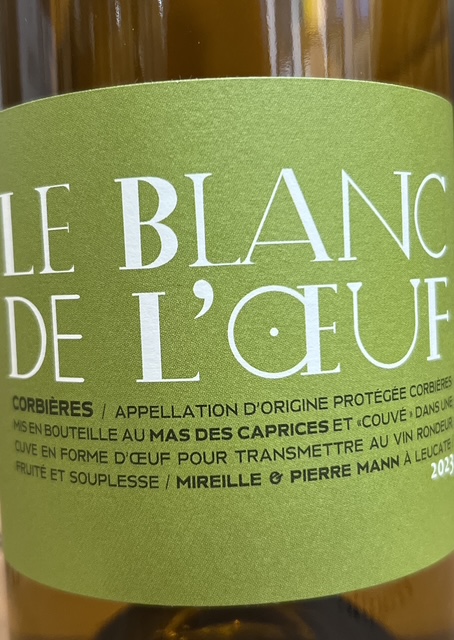 LE BLANC
DE L'ŒUF
CORBIÈRES / APPELLATION D'ORIGINE PROTÉGÉE CORBIÈRES
MIS EN BOUTEILLE AU MAS DES CAPRICES ET «COUVÉ» DANS UNE
CUVE EN FORME D'ŒUF POUR TRANSMETTRE AU VIN RONDEUR
FRUITÉ ET SOUPLESSE / MIREILLE & PIERRE MANN À LEUCATE
2023